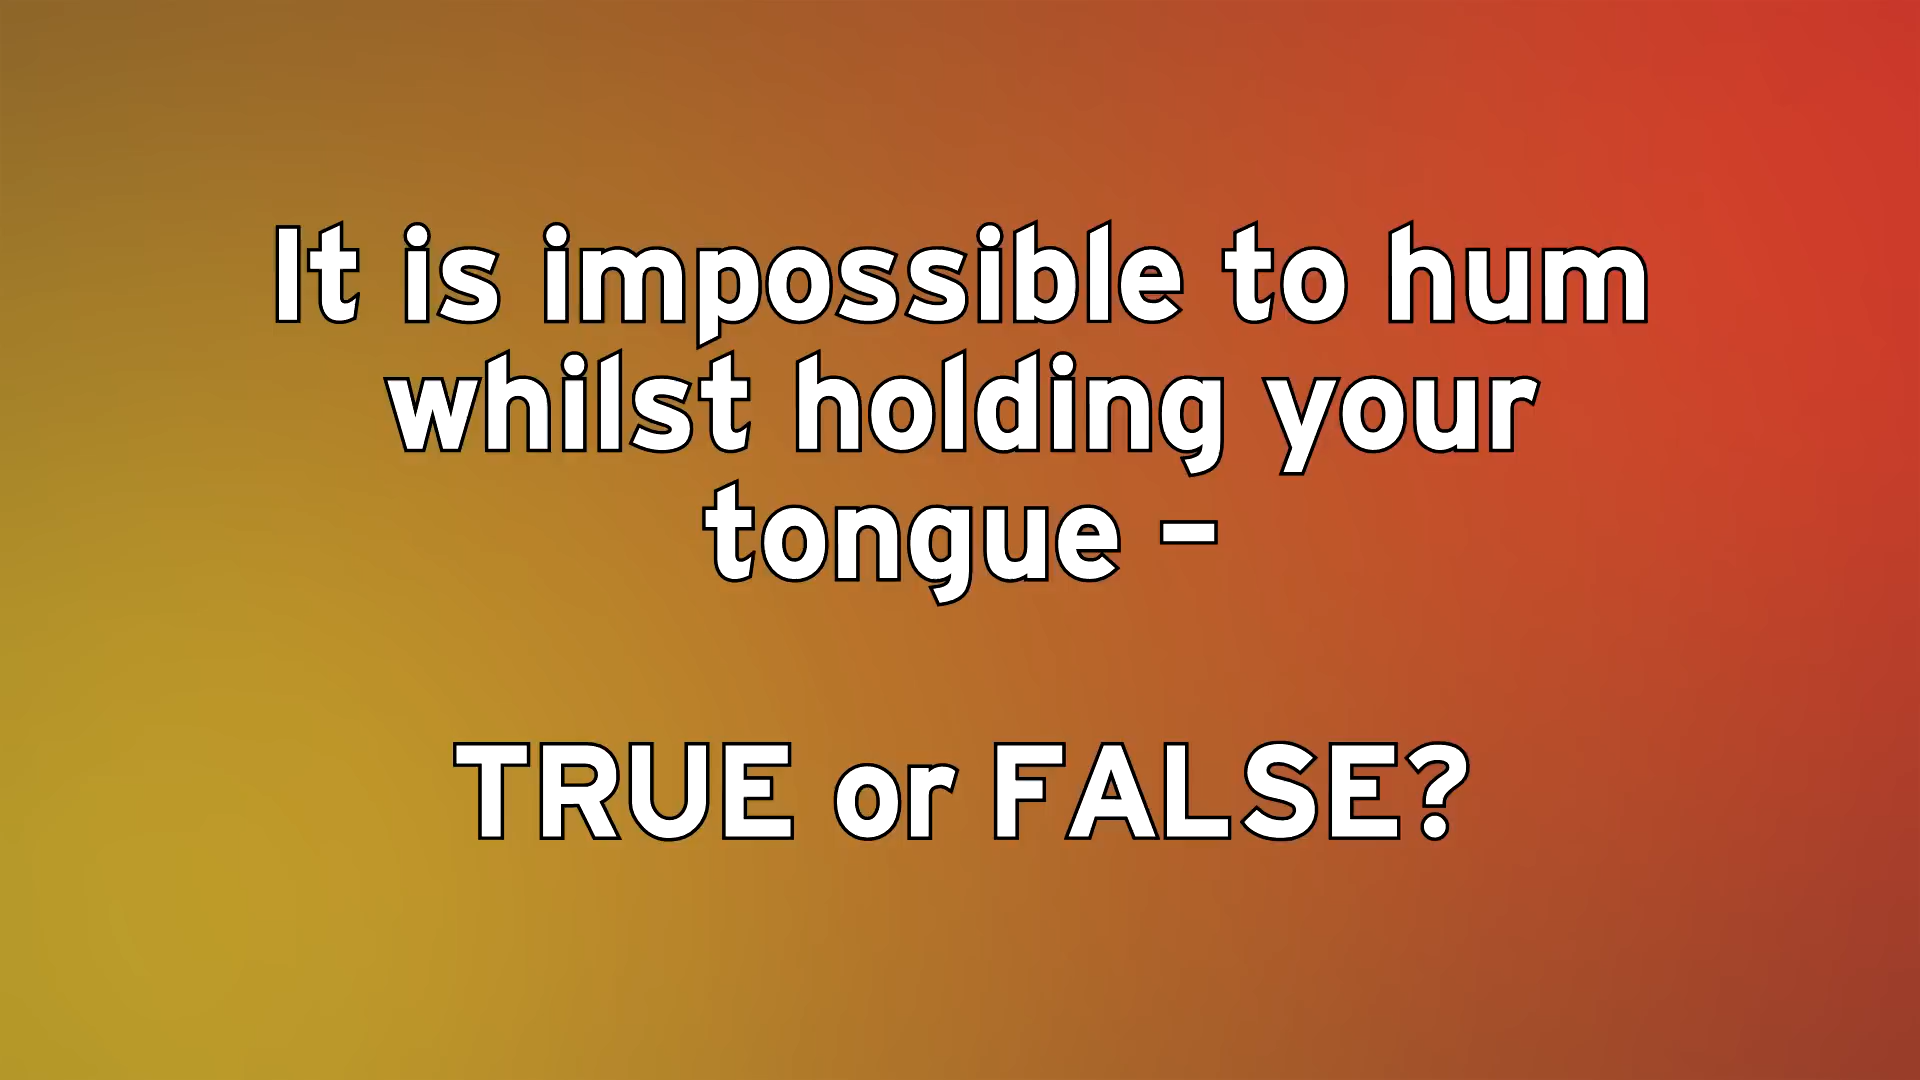 It is impossible to hum
whilst holding your
tongue –
TRUE or FALSE?